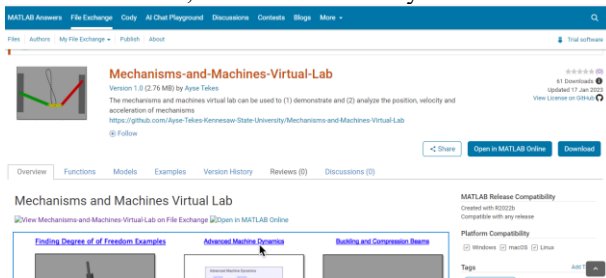 MATLAB Answers File Exchange Cody AI Chat Playground Discussions Contests Blogs More
Files Authors My File Exchange Publish About Trial software
Mechanisms-and-Machines-Virtual-Lab
Version 1.0 (2.76 MB) by Ayse Tekes
The mechanisms and machines virtual lab can be used to (1) demonstrate and (2) analyze the position, velocity and
acceleration of mechanisms
https://github.com/Ayse-Tekes-Kennesaw-State-University/Mechanisms-and-Machines-Virtual-Lab
Follow
(0)
61 Downloads
Updated 17 Jan 2023
View License on GitHub
Share Open in MATLAB Online Download
Overview Functions Models Examples Version History Reviews (0) Discussions (0)
Mechanisms and Machines Virtual Lab
View Mechanisms-and-Machines-Virtual-Lab on File Exchange Open in MATLAB Online
Finding Degree of of Freedom Examples Advanced Machine Dynamics Buckling and Compression Beams
Advanced Machine Dynamics
MATLAB Release Compatibility
Created with R2022b
Compatible with any release
Platform Compatibility
Windows macOS Linux
Tags